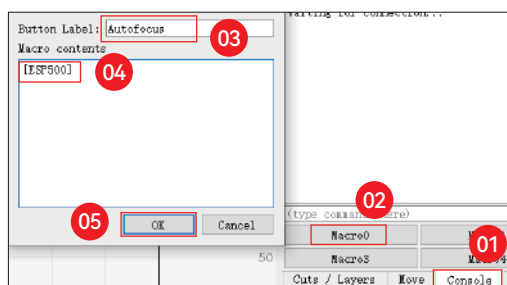 Button Label: Autofocus
03
Macro contents
[ESP500]
04
05
OK
Cancel
Waiting for connection...
02
(type command here)
Macro0
01
50
Macro3
Cuts / Layers
Move
Console